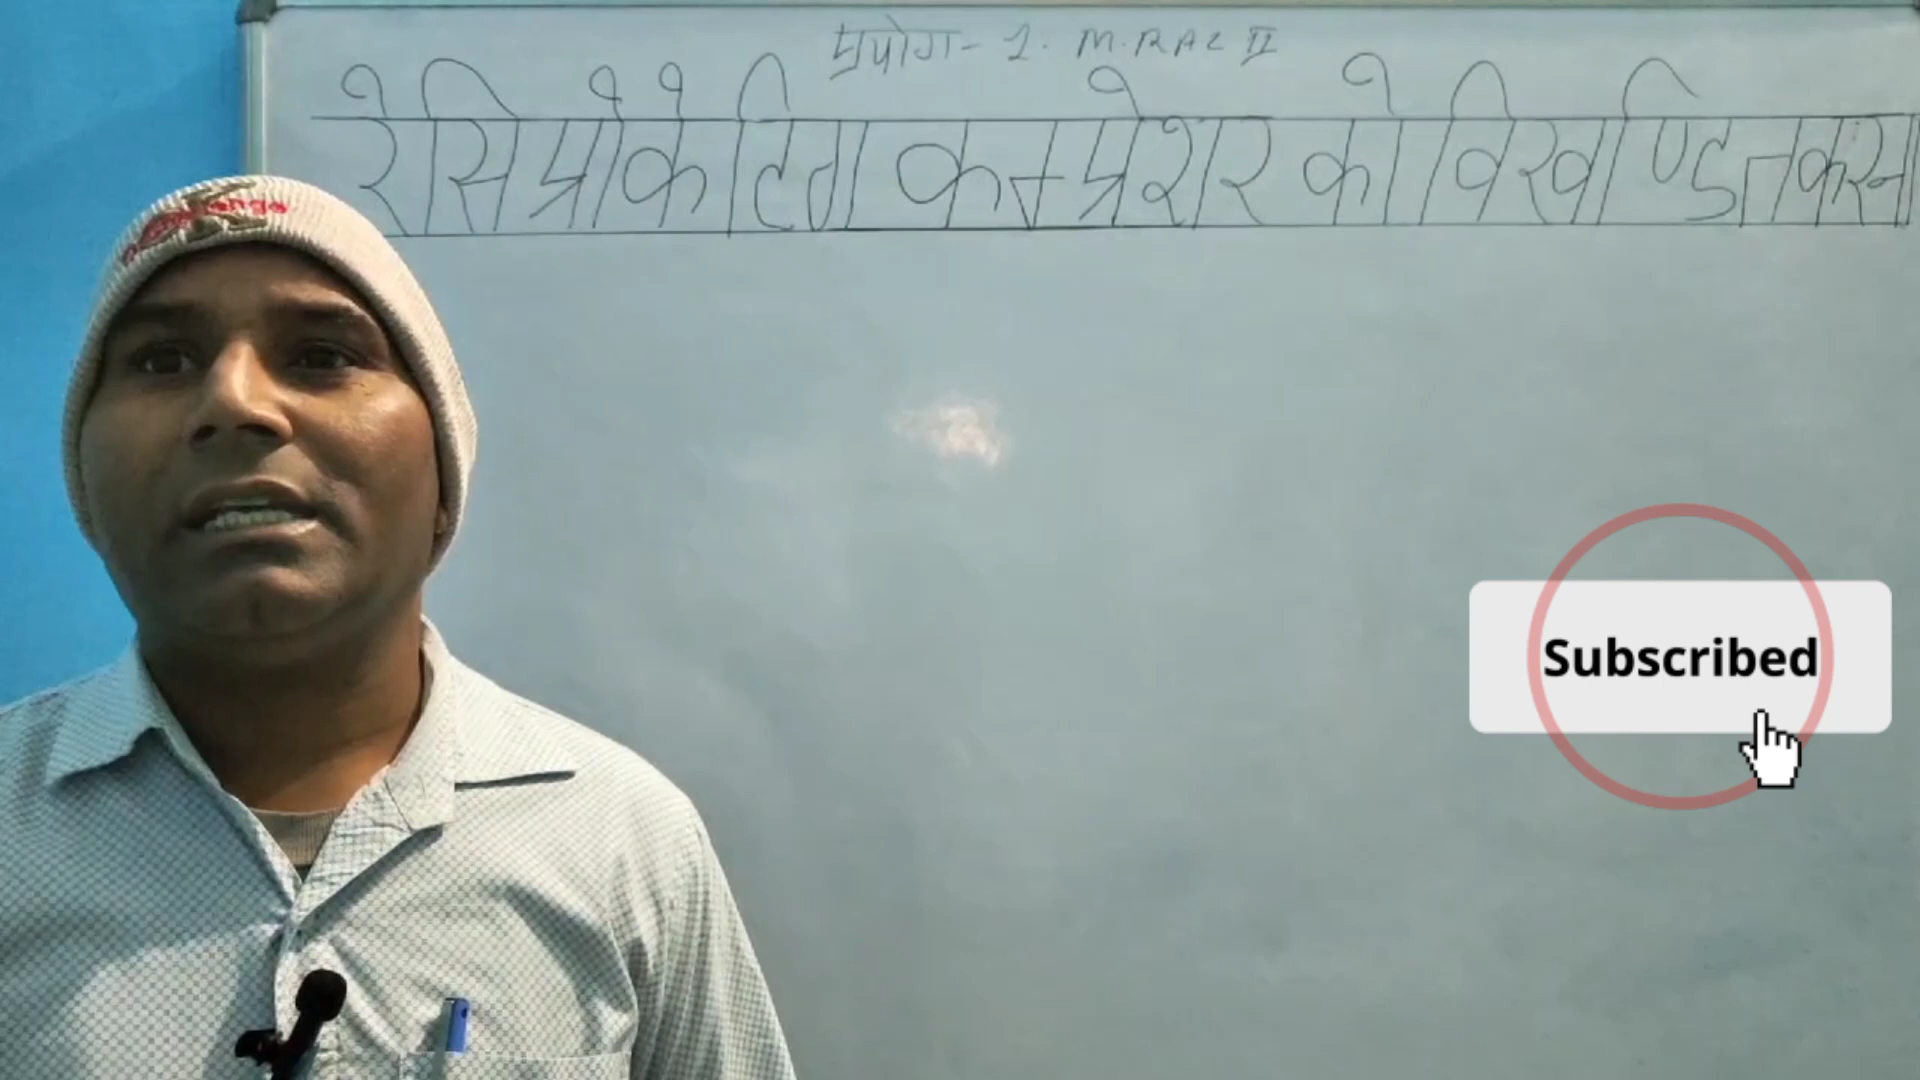 प्रयोग - 1. M.RAC II
रेसिप्रोकेटिग कम्प्रेशर को विखण्डित करना
Subscribed